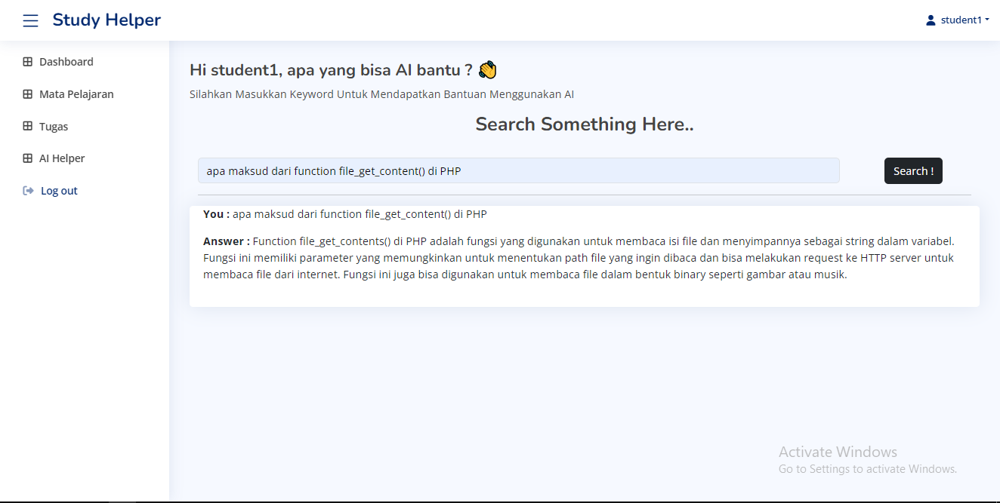 Study Helper
student1
Dashboard
Mata Pelajaran
Tugas
AI Helper
Log out
Hi student1, apa yang bisa AI bantu ? 👏
Silahkan Masukkan Keyword Untuk Mendapatkan Bantuan Menggunakan AI
Search Something Here..
apa maksud dari function file_get_content() di PHP
Search !
You : apa maksud dari function file_get_content() di PHP
Answer : Function file_get_contents() di PHP adalah fungsi yang digunakan untuk membaca isi file dan menyimpannya sebagai string dalam variabel.
Fungsi ini memiliki parameter yang memungkinkan untuk menentukan path file yang ingin dibaca dan bisa melakukan request ke HTTP server untuk
membaca file dari internet. Fungsi ini juga bisa digunakan untuk membaca file dalam bentuk binary seperti gambar atau musik.
Activate Windows
Go to Settings to activate Windows.